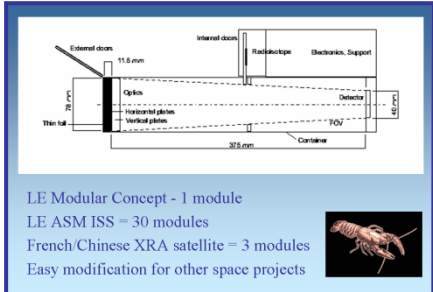 External doors
Internal doors
Radioisotope
Electronics, Support
11.5 mm
Optics
Detector
78 mm
Horizontal plates
Vertical plates
40 mm
Thin foil
FOV
Container
375 mm
LE Modular Concept - 1 module
LE ASM ISS = 30 modules
French/Chinese XRA satellite = 3 modules
Easy modification for other space projects